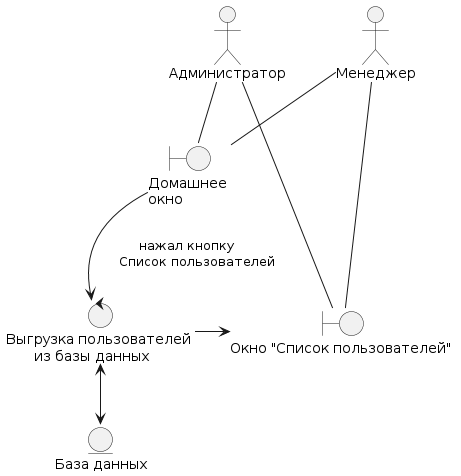 Администратор
Менеджер
Домашнее
окно
нажал кнопку
Список пользователей
Выгрузка пользователей
из базы данных
Окно "Список пользователей"
База данных